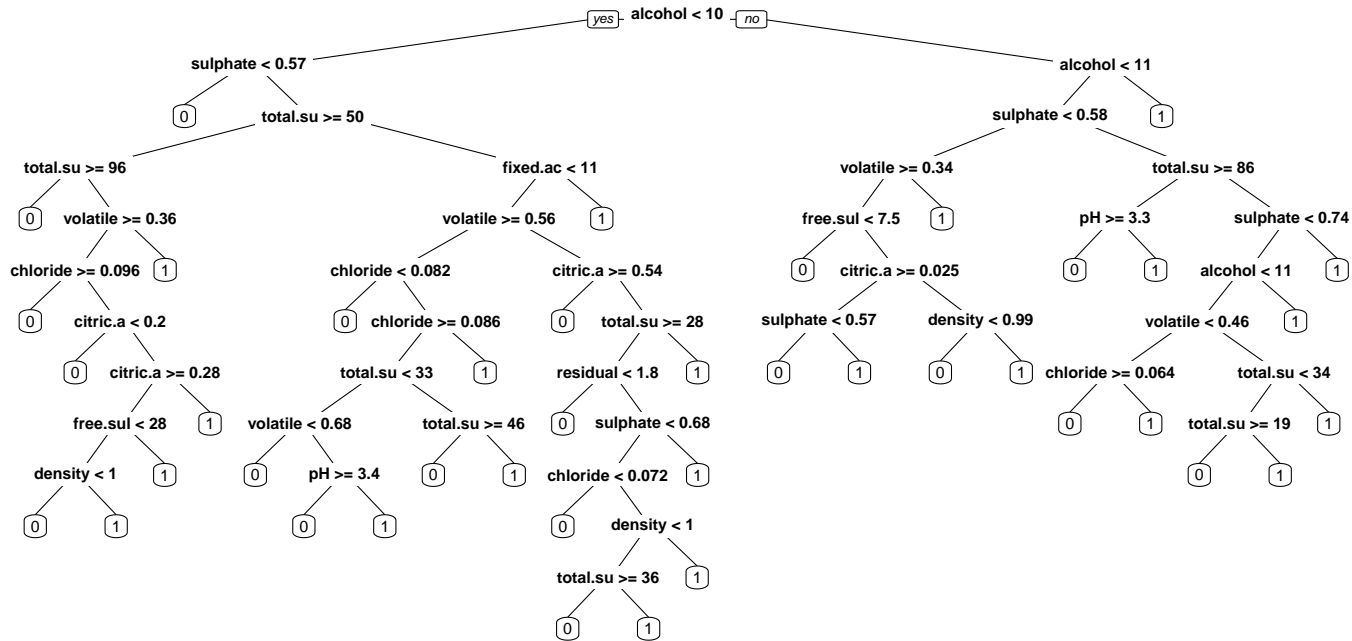 yes alcohol < 10 no
sulphate < 0.57 alcohol < 11
0 total.su >= 50 sulphate < 0.58 1
total.su >= 96 fixed.ac < 11 volatile >= 0.34 total.su >= 86
0 volatile >= 0.36 volatile >= 0.56 1 free.sul < 7.5 1 pH >= 3.3 sulphate < 0.74
chloride >= 0.096 1 chloride < 0.082 citric.a >= 0.54 0 citric.a >= 0.025 0 1 alcohol < 11 1
0 citric.a < 0.2 0 chloride >= 0.086 0 total.su >= 28 sulphate < 0.57 density < 0.99 volatile < 0.46 1
0 citric.a >= 0.28 total.su < 33 1 residual < 1.8 1 0 1 0 1 chloride >= 0.064 total.su < 34
free.sul < 28 1 volatile < 0.68 total.su >= 46 0 sulphate < 0.68 0 1 total.su >= 19 1
density < 1 1 0 pH >= 3.4 0 1 chloride < 0.072 1 0 1
0 1 0 1 0 density < 1
total.su >= 36 1
0 1